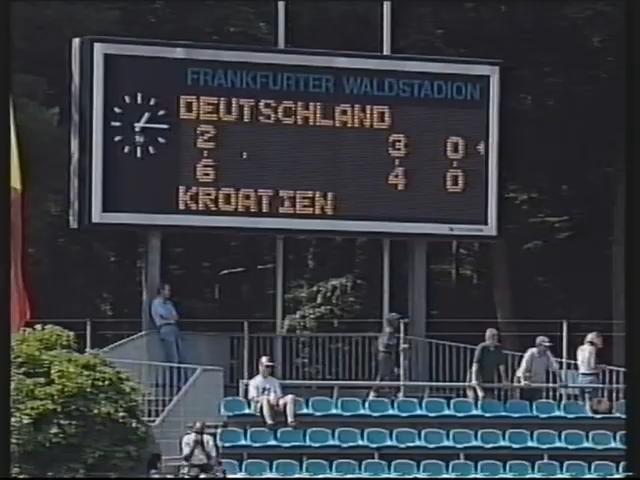 FRANKFURTER WALDSTADION
DEUTSCHLAND
2 3 0
6 4 0
KROATIEN